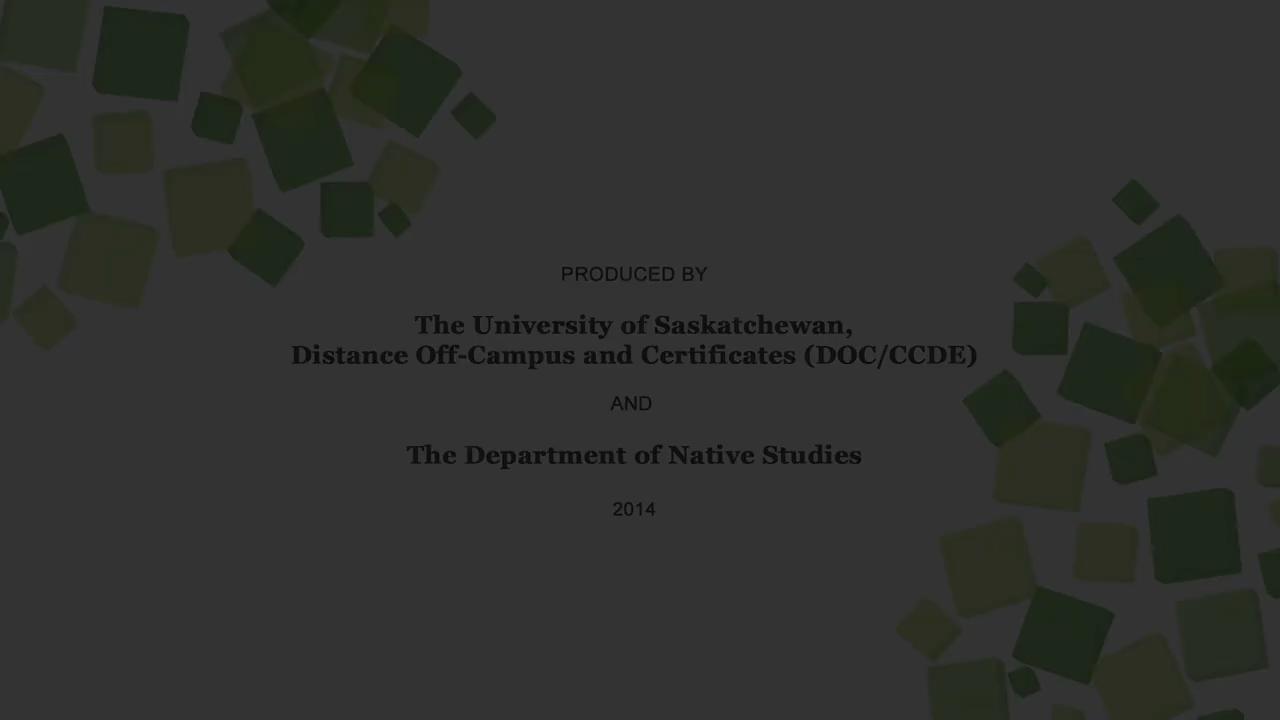 PRODUCED BY
The University of Saskatchewan,
Distance Off-Campus and Certificates (DOC/CCDE)
AND
The Department of Native Studies
2014